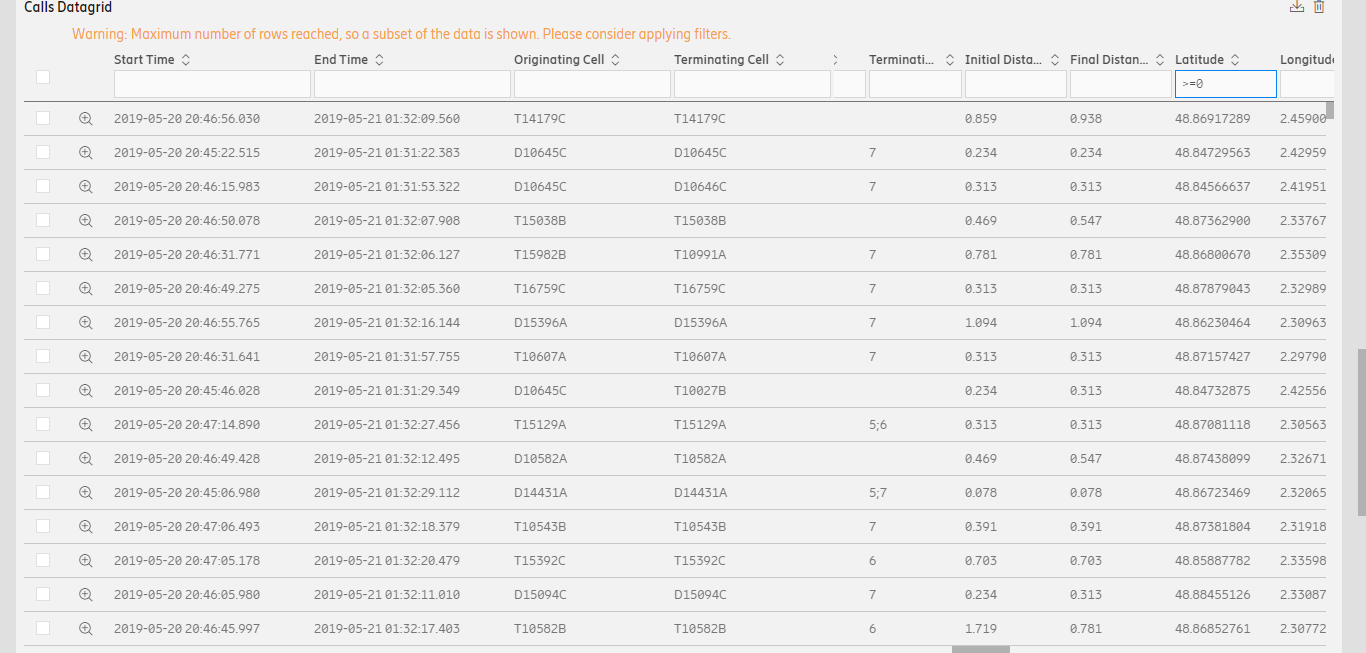 Calls Datagrid
Warning: Maximum number of rows reached, so a subset of the data is shown. Please consider applying filters.
Start Time End Time Originating Cell Terminating Cell Terminati... Initial Dista... Final Distan... Latitude Longitude
>=0
2019-05-20 20:46:56.030 2019-05-21 01:32:09.560 T14179C T14179C 0.859 0.938 48.86917289 2.45900
2019-05-20 20:45:22.515 2019-05-21 01:31:22.383 D10645C D10645C 7 0.234 0.234 48.84729563 2.42959
2019-05-20 20:46:15.983 2019-05-21 01:31:53.322 D10645C D10646C 7 0.313 0.313 48.84566637 2.41951
2019-05-20 20:46:50.078 2019-05-21 01:32:07.908 T15038B T15038B 0.469 0.547 48.87362900 2.33767
2019-05-20 20:46:31.771 2019-05-21 01:32:06.127 T15982B T10991A 7 0.781 0.781 48.86800670 2.35309
2019-05-20 20:46:49.275 2019-05-21 01:32:05.360 T16759C T16759C 7 0.313 0.313 48.87879043 2.32989
2019-05-20 20:46:55.765 2019-05-21 01:32:16.144 D15396A D15396A 7 1.094 1.094 48.86230464 2.30963
2019-05-20 20:46:31.641 2019-05-21 01:31:57.755 T10607A T10607A 7 0.313 0.313 48.87157427 2.29790
2019-05-20 20:45:46.028 2019-05-21 01:31:29.349 D10645C T10027B 0.234 0.313 48.84732875 2.42556
2019-05-20 20:47:14.890 2019-05-21 01:32:27.456 T15129A T15129A 5;6 0.313 0.313 48.87081118 2.30563
2019-05-20 20:46:49.428 2019-05-21 01:32:12.495 D10582A T10582A 0.469 0.547 48.87438099 2.32671
2019-05-20 20:45:06.980 2019-05-21 01:32:29.112 D14431A D14431A 5;7 0.078 0.078 48.86723469 2.32065
2019-05-20 20:47:06.493 2019-05-21 01:32:18.379 T10543B T10543B 7 0.391 0.391 48.87381804 2.31918
2019-05-20 20:47:05.178 2019-05-21 01:32:20.479 T15392C T15392C 6 0.703 0.703 48.85887782 2.33598
2019-05-20 20:46:05.980 2019-05-21 01:32:11.010 D15094C D15094C 7 0.234 0.313 48.88455126 2.33087
2019-05-20 20:46:45.997 2019-05-21 01:32:17.403 T10582B T10582B 6 1.719 0.781 48.86852761 2.30772